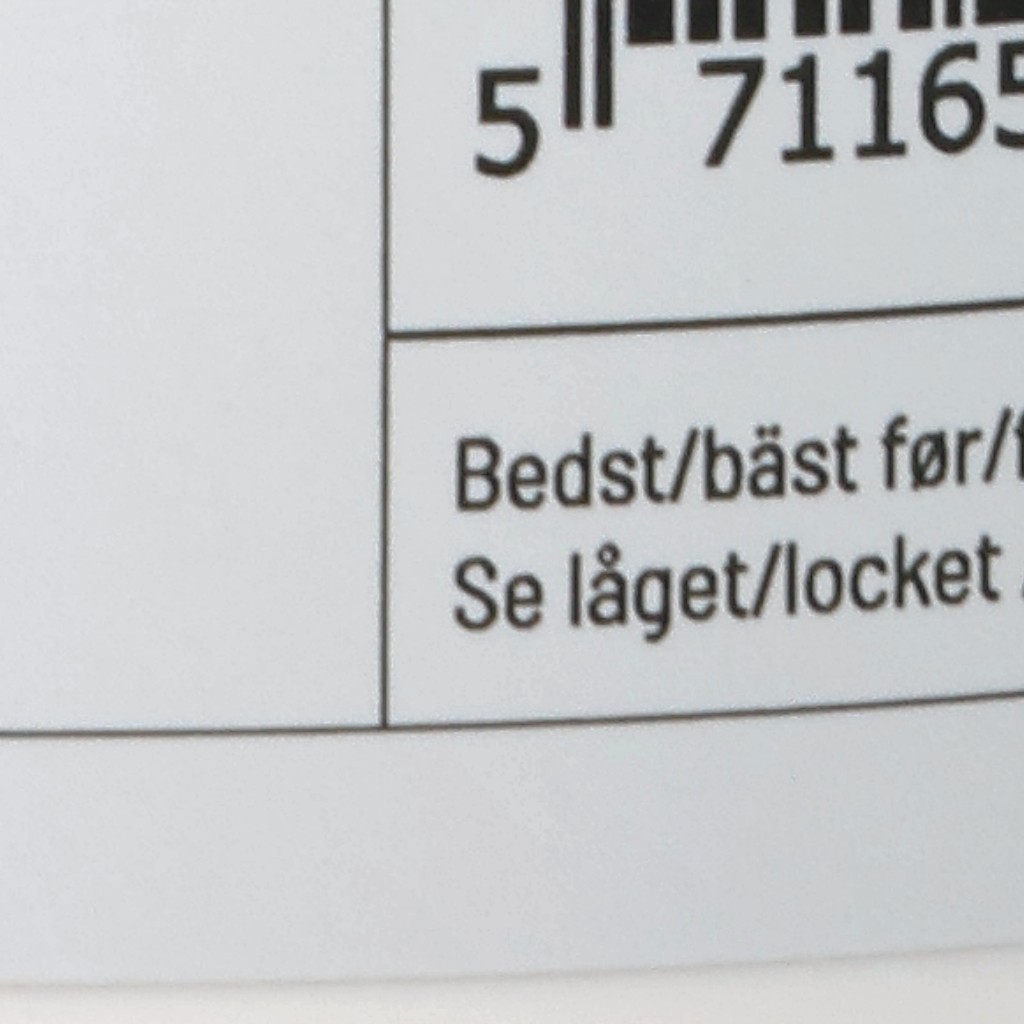 5 71165
Bedst/bäst før/
Se låget/locket